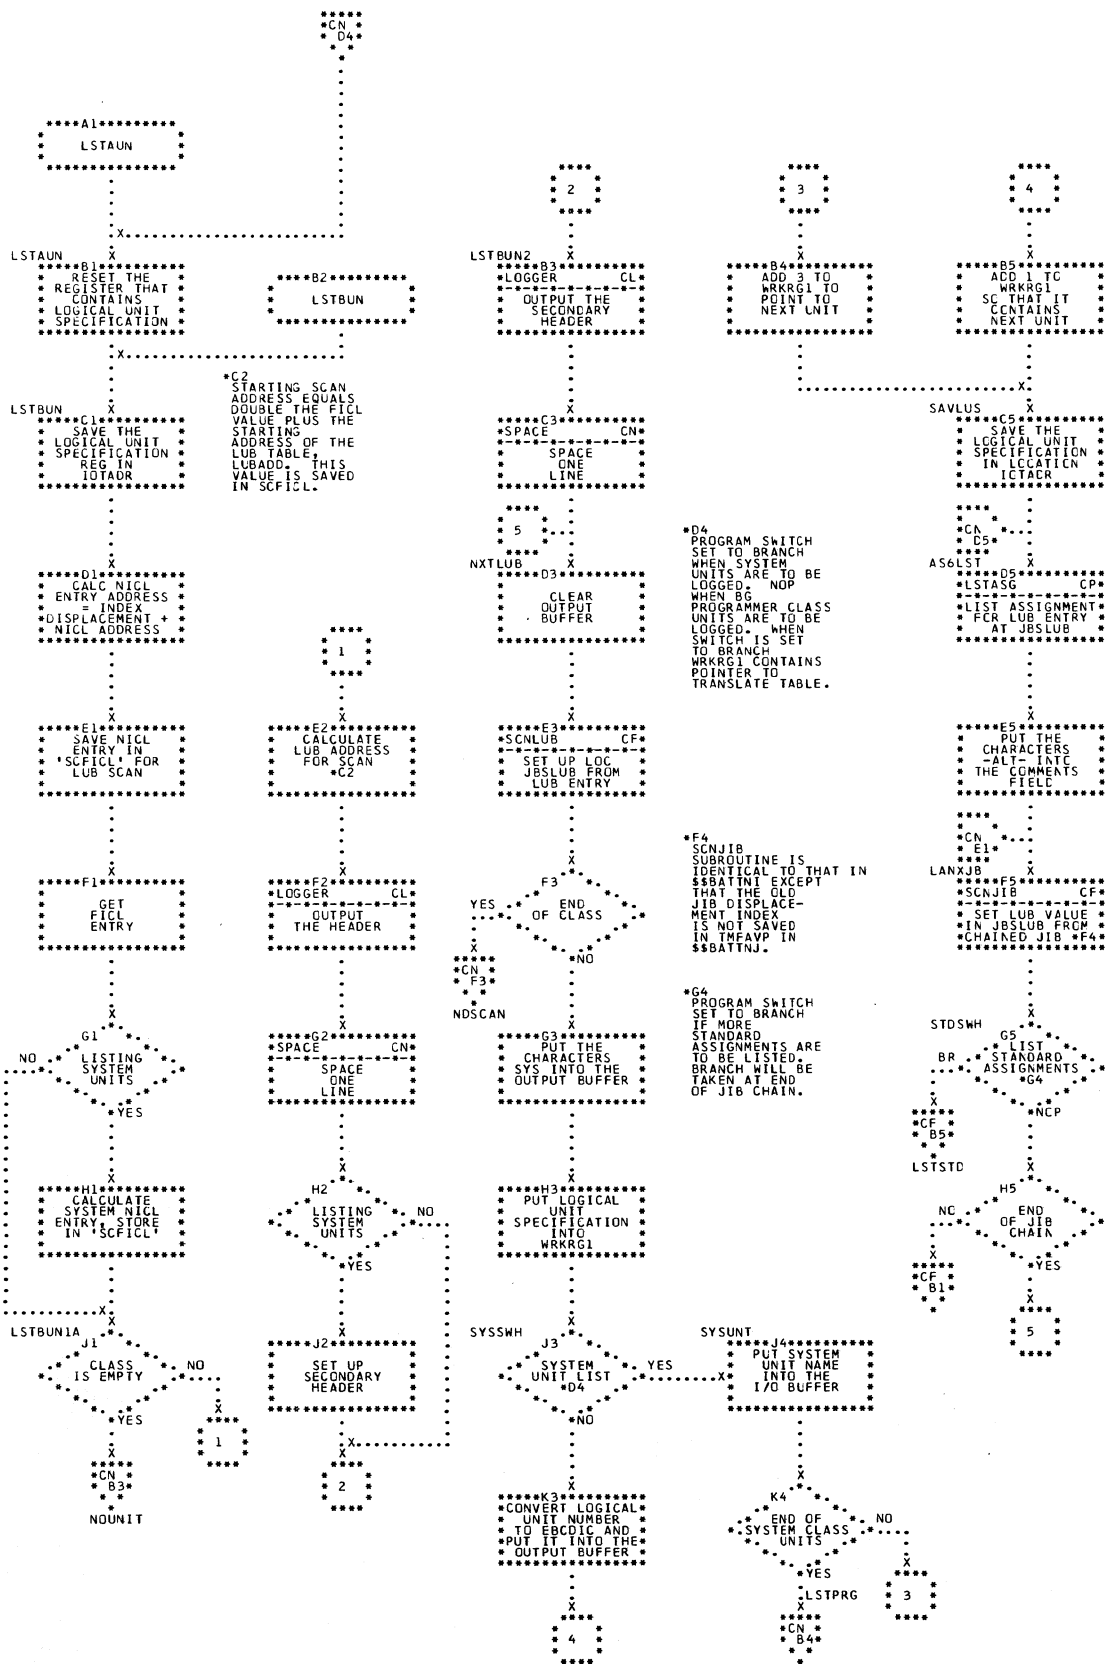 CN
D4
A1
LSTAUN
2
3
4
LSTAUN
B1
RESET THE
REGISTER THAT
CONTAINS
LOGICAL UNIT
SPECIFICATION
B2
LSTBUN
LSTBUN2
B3
LOGGER CL
OUTPUT THE
SECONDARY
HEADER
B4
ADD 3 TO
WRKRG1 TO
POINT TO
NEXT UNIT
B5
ADD 1 TO
WRKRG1
SC THAT IT
CCNTAINS
NEXT UNIT
*C2
STARTING SCAN
ADDRESS EQUALS
DOUBLE THE FICL
VALUE PLUS THE
STARTING
ADDRESS OF THE
LUB TABLE,
LUBADD. THIS
VALUE IS SAVED
IN SCFICL.
LSTBUN
C1
SAVE THE
LOGICAL UNIT
SPECIFICATION
REG IN
IOTADR
C3
SPACE CN
SPACE
ONE
LINE
SAVLUS
C5
SAVE THE
LCGICAL UNIT
SPECIFICATION
IN LCCATICN
ICTACR
5
CN
D5
*D4
PROGRAM SWITCH
SET TO BRANCH
WHEN SYSTEM
UNITS ARE TO BE
LOGGED. NOP
WHEN BG
PROGRAMMER CLASS
UNITS ARE TO BE
LOGGED. WHEN
SWITCH IS SET
TO BRANCH
WRKRG1 CONTAINS
POINTER TO
TRANSLATE TABLE.
D1
CALC NICL
ENTRY ADDRESS
= INDEX
DISPLACEMENT +
NICL ADDRESS
NXTLUB
D3
CLEAR
OUTPUT
BUFFER
AS6LST
D5
LSTASG CP
LIST ASSIGNMENT
FCR LUB ENTRY
AT JBSLUB
1
E1
SAVE NICL
ENTRY IN
'SCFICL' FOR
LUB SCAN
E2
CALCULATE
LUB ADDRESS
FOR SCAN
*C2
E3
SCNLUB CF
SET UP LOC
JBSLUB FROM
LUB ENTRY
E5
PUT THE
CHARACTERS
-ALT- INTC
THE COMMENTS
FIELD
CN
E1
*F4
SCNJIB
SUBROUTINE IS
IDENTICAL TO THAT IN
$$BATTNI EXCEPT
THAT THE OLD
JIB DISPLACE-
MENT INDEX
IS NOT SAVED
IN TMFAVP IN
$$BATTNJ.
F1
GET
FICL
ENTRY
F2
LOGGER CL
OUTPUT
THE HEADER
F3
END
OF CLASS
YES
NO
CN
F3
NDSCAN
LANXJB
F5
SCNJIB CF
SET LUB VALUE
IN JBSLUB FROM
CHAINED JIB *F4
*G4
PROGRAM SWITCH
SET TO BRANCH
IF MORE
STANDARD
ASSIGNMENTS ARE
TO BE LISTED.
BRANCH WILL BE
TAKEN AT END
OF JIB CHAIN.
G1
LISTING
SYSTEM
UNITS
NO
YES
G2
SPACE CN
SPACE
ONE
LINE
G3
PUT THE
CHARACTERS
SYS INTO THE
OUTPUT BUFFER
STDSWH
G5
LIST
STANDARD
ASSIGNMENTS
*G4
BR
NCP
CF
B5
LSTSTD
H1
CALCULATE
SYSTEM NICL
ENTRY, STORE
IN 'SCFICL'
H2
LISTING
SYSTEM
UNITS
NO
YES
H3
PUT LOGICAL
UNIT
SPECIFICATION
INTO
WRKRG1
H5
END
OF JIB
CHAIN
NC
YES
CF
B1
5
LSTBUN1A
J1
CLASS
IS EMPTY
NO
YES
1
CN
B3
NOUNIT
J2
SET UP
SECONDARY
HEADER
2
SYSSWH
J3
SYSTEM
UNIT LIST
*D4
YES
NO
SYSUNT
J4
PUT SYSTEM
UNIT NAME
INTO THE
I/O BUFFER
K3
CONVERT LOGICAL
UNIT NUMBER
TO EBCDIC AND
PUT IT INTO THE
OUTPUT BUFFER
4
K4
END OF
SYSTEM CLASS
UNITS
NO
YES
3
LSTPRG
CN
B4